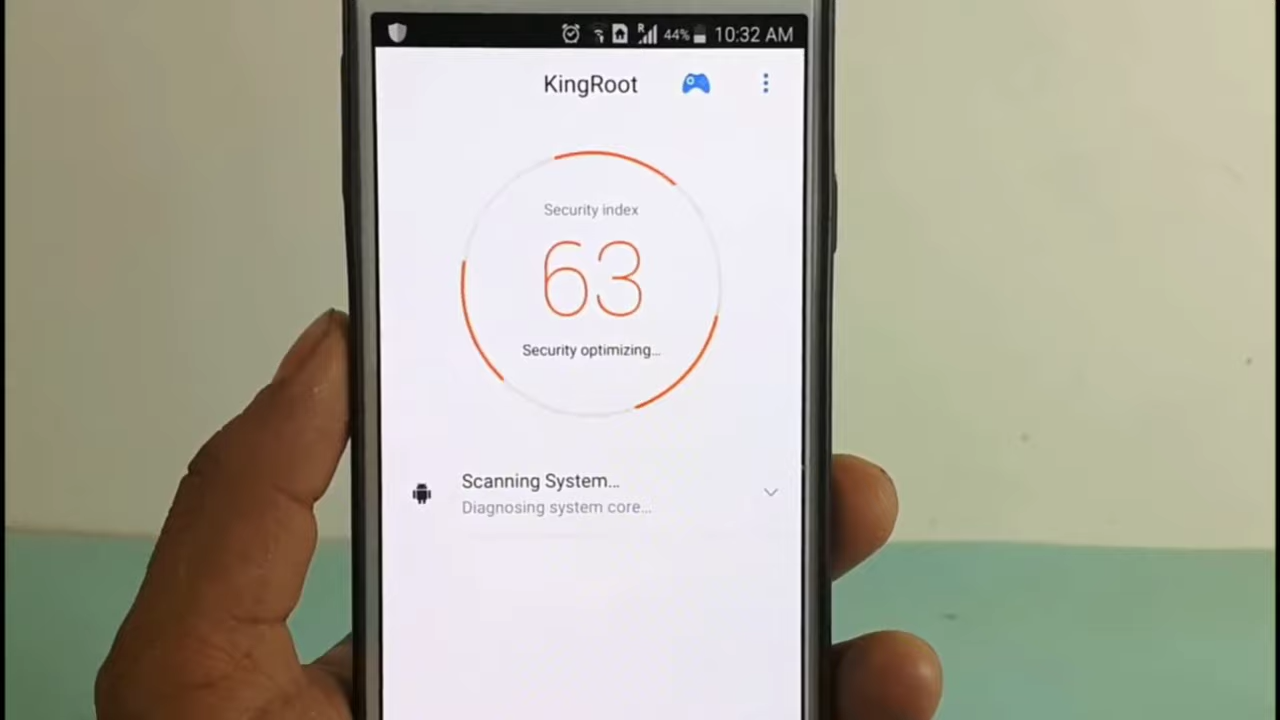 R 44% 10:32 AM
KingRoot
Security index
63
Security optimizing...
Scanning System...
Diagnosing system core...